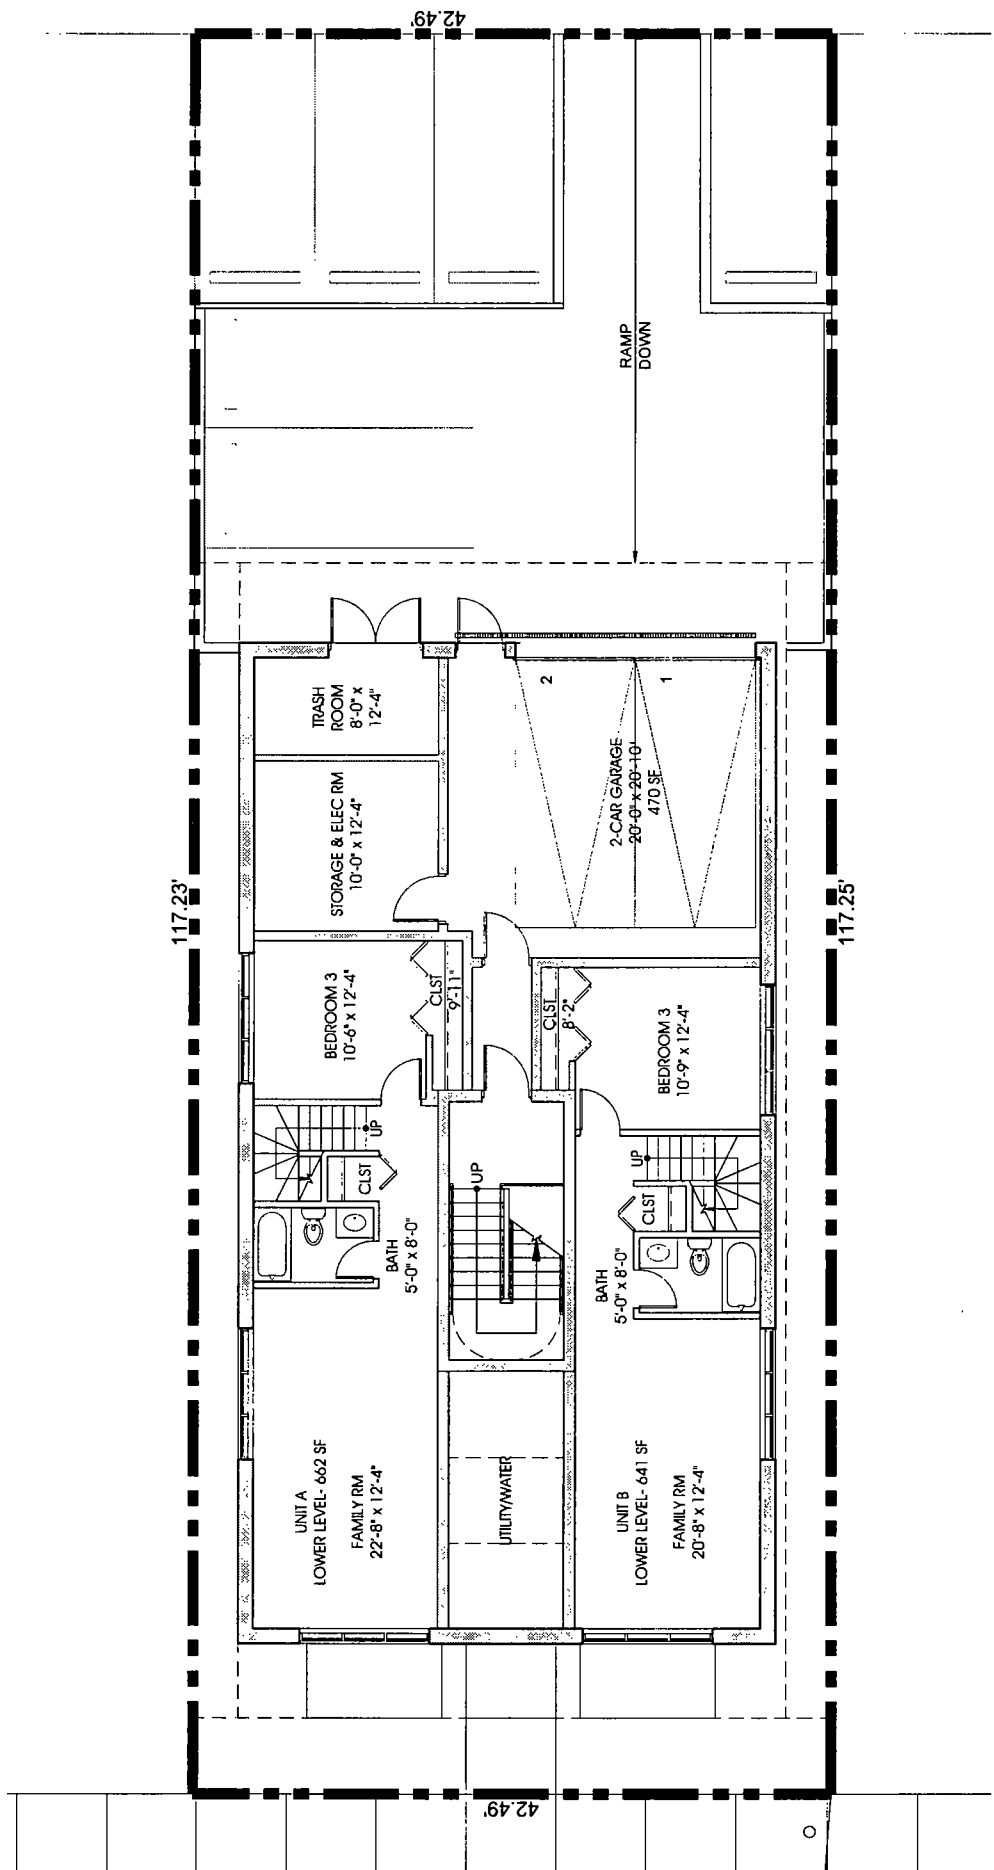 42.49'
RAMP
DOWN
TRASH
ROOM
8'-0" x
12'-4"
2
1
STORAGE & ELEC RM
10'-0" x 12'-4"
2-CAR GARAGE
20'-0" x 20'-10'
470 SF
117.23'
117.25'
BEDROOM 3
10'-6" x 12'-4"
CLST
9'-11"
CLST
8'-2"
BEDROOM 3
10'-9" x 12'-4"
UP
CLST
UP
UP
CLST
BATH
5'-0" x 8'-0"
BATH
5'-0" x 8'-0"
UNIT A
LOWER LEVEL- 662 SF
FAMILY RM
22'-8" x 12'-4"
UTILITY/WATER
UNIT B
LOWER LEVEL- 641 SF
FAMILY RM
20'-8" x 12'-4"
42.49'